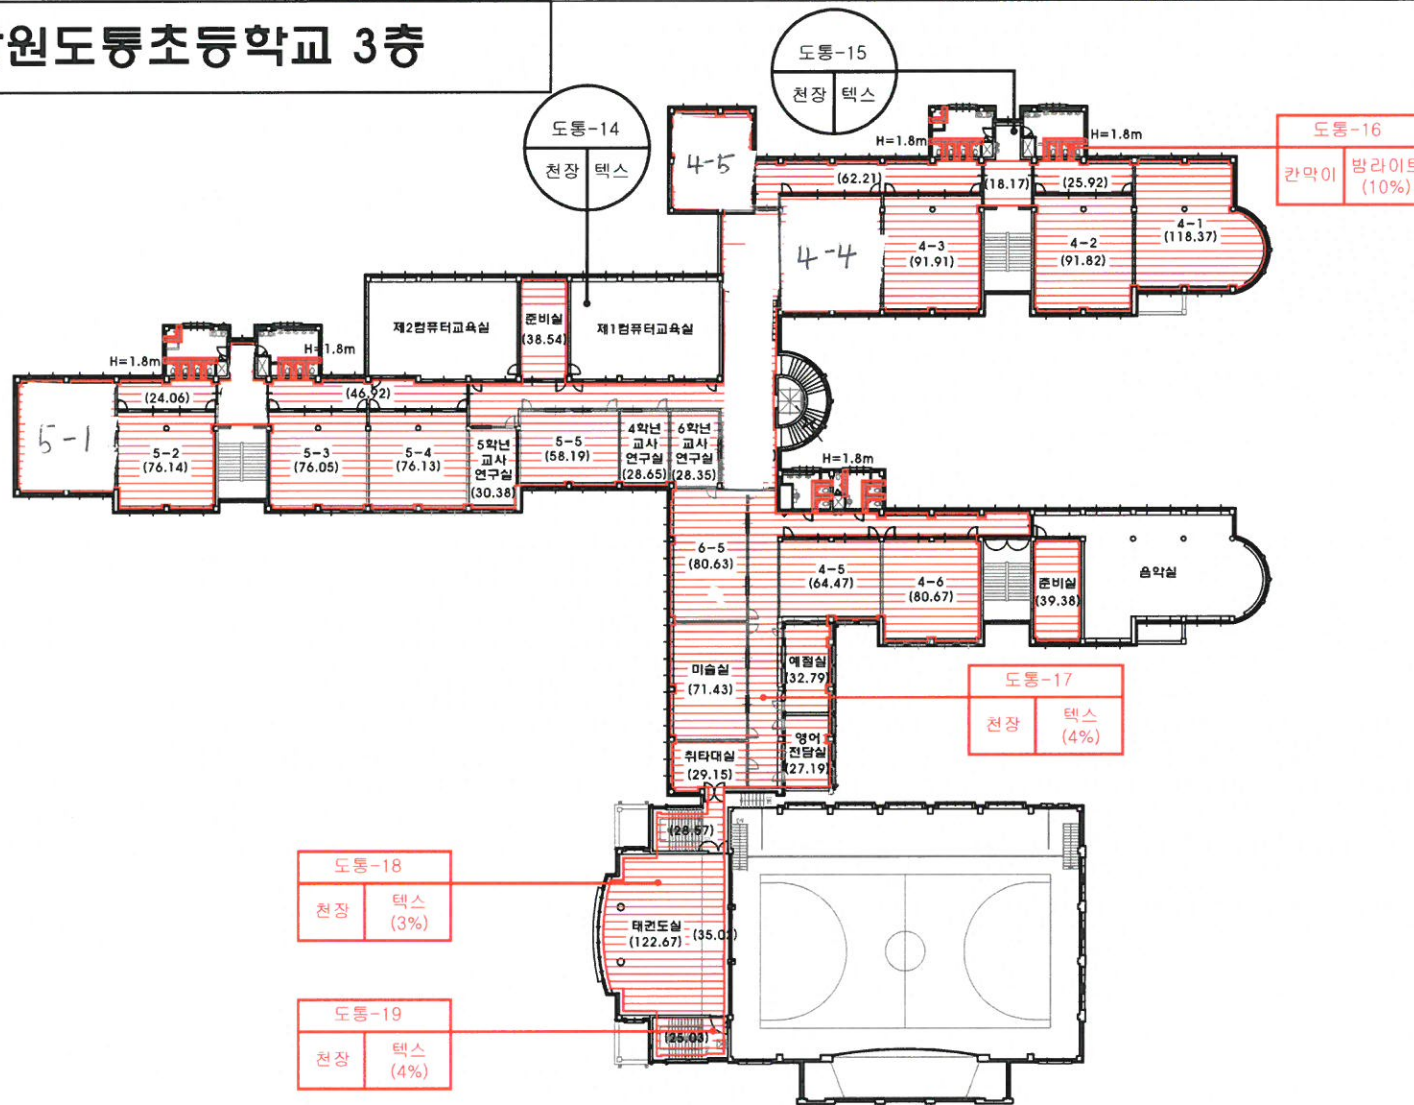 원도통초등학교 3층
도통-15
천장 텍스
도통-14
천장 텍스
도통-16
칸막이 방라이트
(10%)
H=1.8m
H=1.8m
4-5
(62.21)
(18.17)
(25.92)
4-4
4-3
(91.91)
4-2
(91.82)
4-1
(118.37)
제2컴퓨터교육실
준비실
(38.54)
제1컴퓨터교육실
H=1.8m
H=1.8m
(24.06)
(46.92)
5-1
5-2
(76.14)
5-3
(76.05)
5-4
(76.13)
5학년
교사
연구실
(30.38)
5-5
(58.19)
4학년
교사
연구실
(28.65)
6학년
교사
연구실
(28.35)
H=1.8m
6-5
(80.63)
4-5
(64.47)
4-6
(80.67)
준비실
(39.38)
음악실
미술실
(71.43)
예절실
(32.79)
도통-17
천장 텍스
(4%)
취타대실
(29.15)
영어
전담실
(27.19)
(28.57)
도통-18
천장 텍스
(3%)
태권도실
(122.67)
(35.02)
도통-19
천장 텍스
(4%)
(25.03)